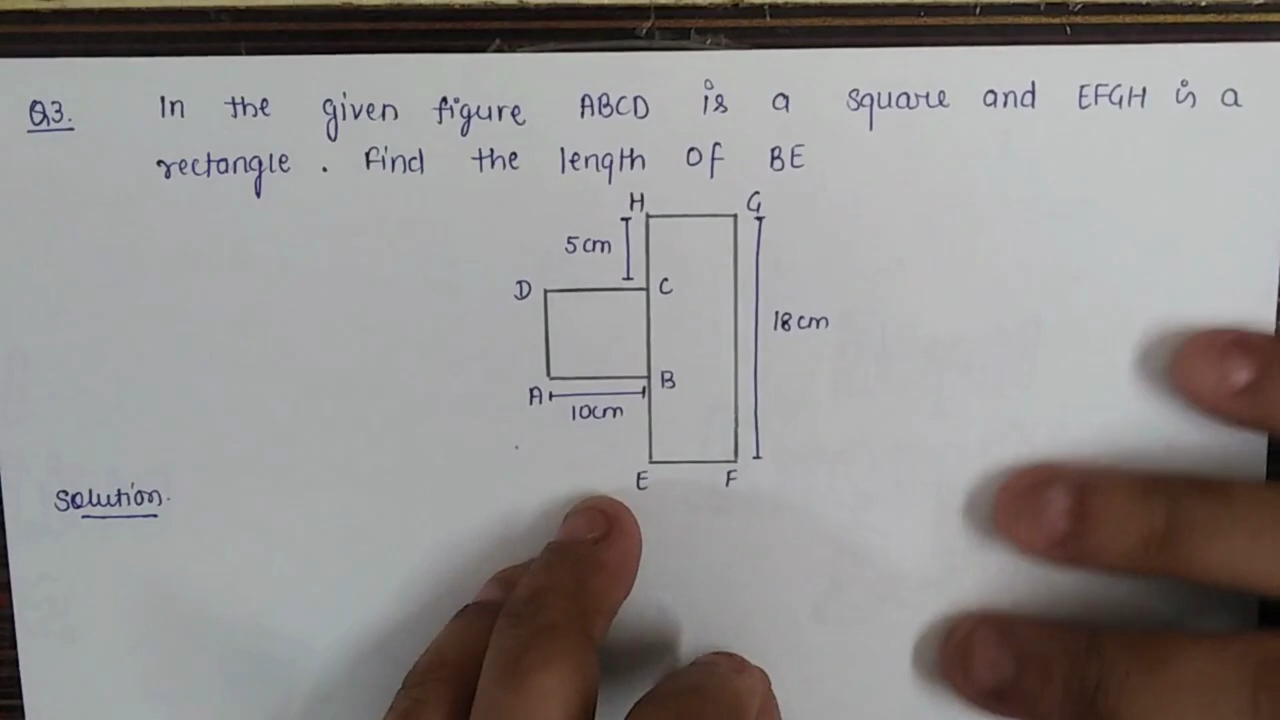 Q3. In the given figure ABCD is a square and EFGH is a
rectangle. Find the length of BE
H G
5cm
D C
18cm
A B
10cm
E F
Solution.